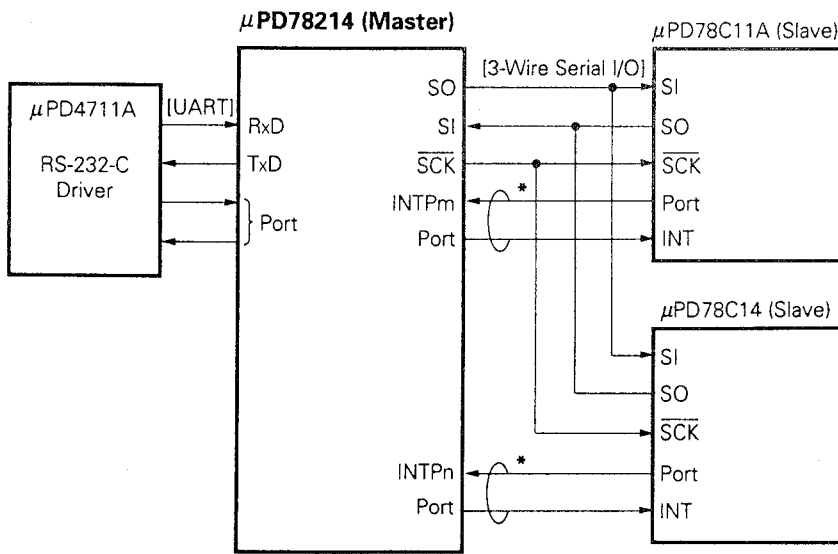 μPD78214 (Master)
μPD78C11A (Slave)
[3-Wire Serial I/O]
μPD4711A
RS-232-C
Driver
[UART]
RxD
TxD
Port
SO
SI
SCK
INTPm
Port
*
SI
SO
SCK
Port
INT
μPD78C14 (Slave)
SI
SO
SCK
Port
INT
INTPn
Port
*